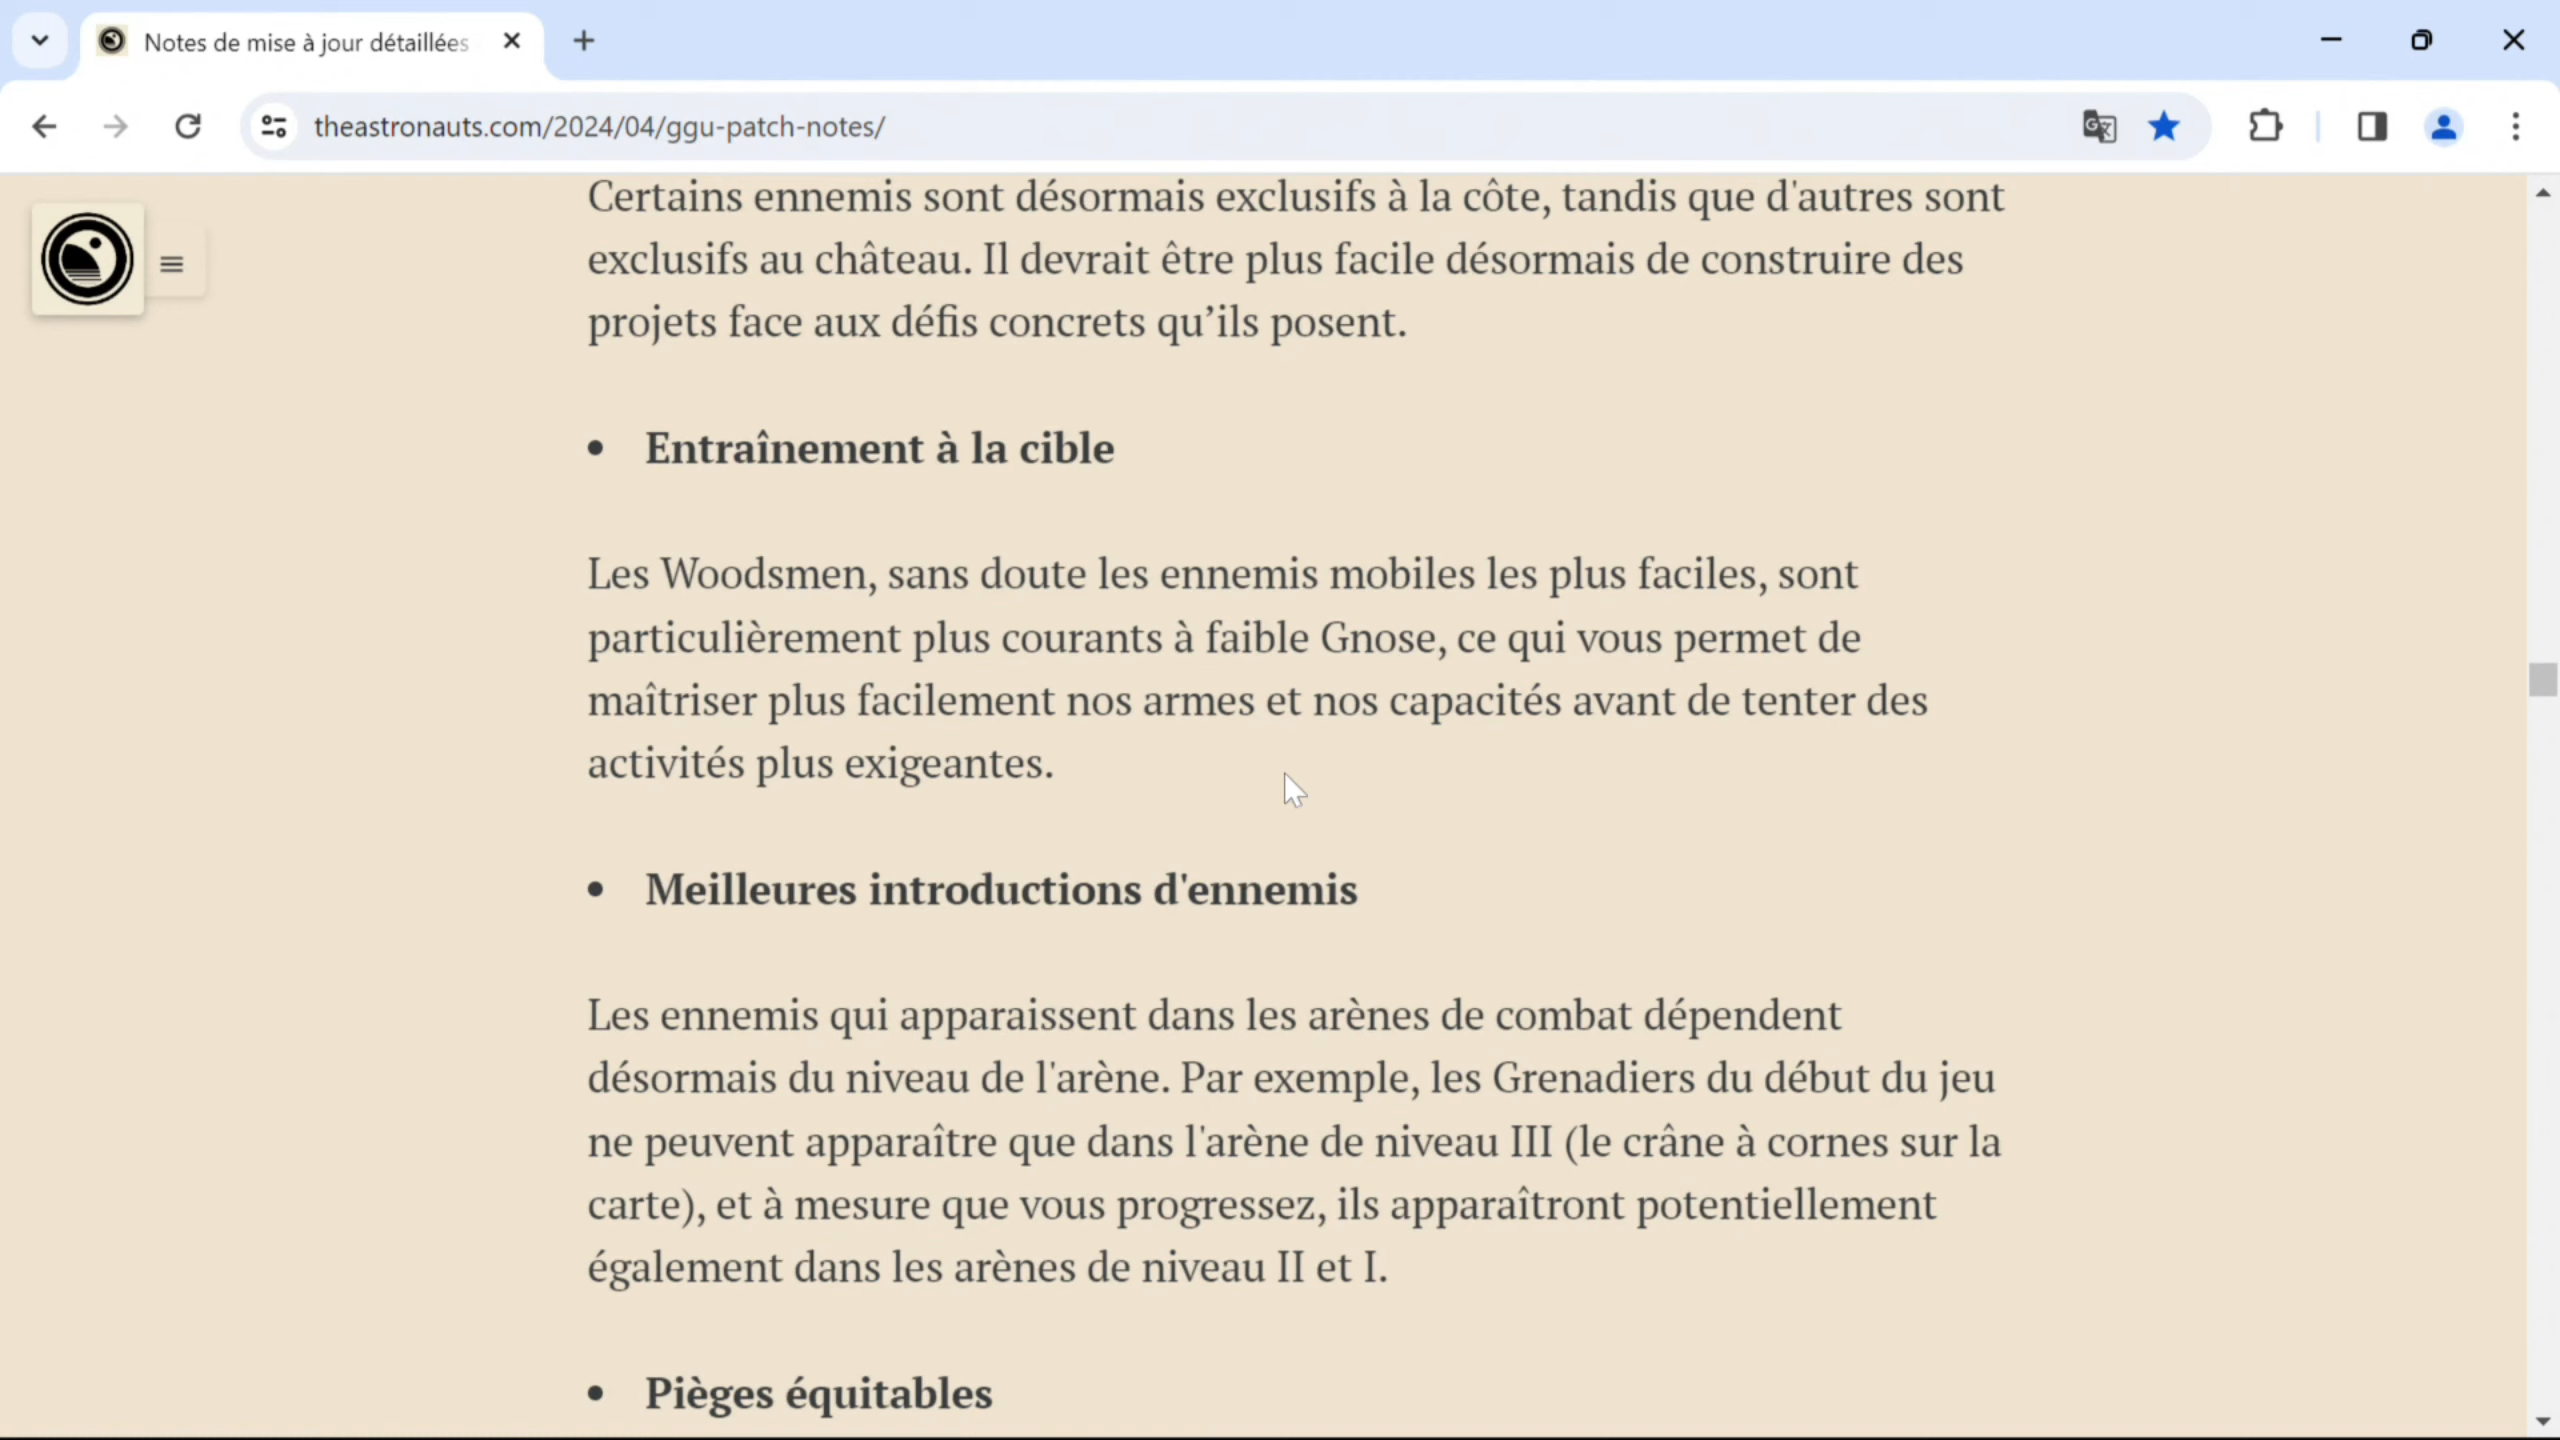 Notes de mise à jour détaillées
theastronauts.com/2024/04/ggu-patch-notes/
Certains ennemis sont désormais exclusifs à la côte, tandis que d'autres sont
exclusifs au château. Il devrait être plus facile désormais de construire des
projets face aux défis concrets qu’ils posent.
• Entraînement à la cible
Les Woodsmen, sans doute les ennemis mobiles les plus faciles, sont
particulièrement plus courants à faible Gnose, ce qui vous permet de
maîtriser plus facilement nos armes et nos capacités avant de tenter des
activités plus exigeantes.
• Meilleures introductions d'ennemis
Les ennemis qui apparaissent dans les arènes de combat dépendent
désormais du niveau de l'arène. Par exemple, les Grenadiers du début du jeu
ne peuvent apparaître que dans l'arène de niveau III (le crâne à cornes sur la
carte), et à mesure que vous progressez, ils apparaîtront potentiellement
également dans les arènes de niveau II et I.
• Pièges équitables